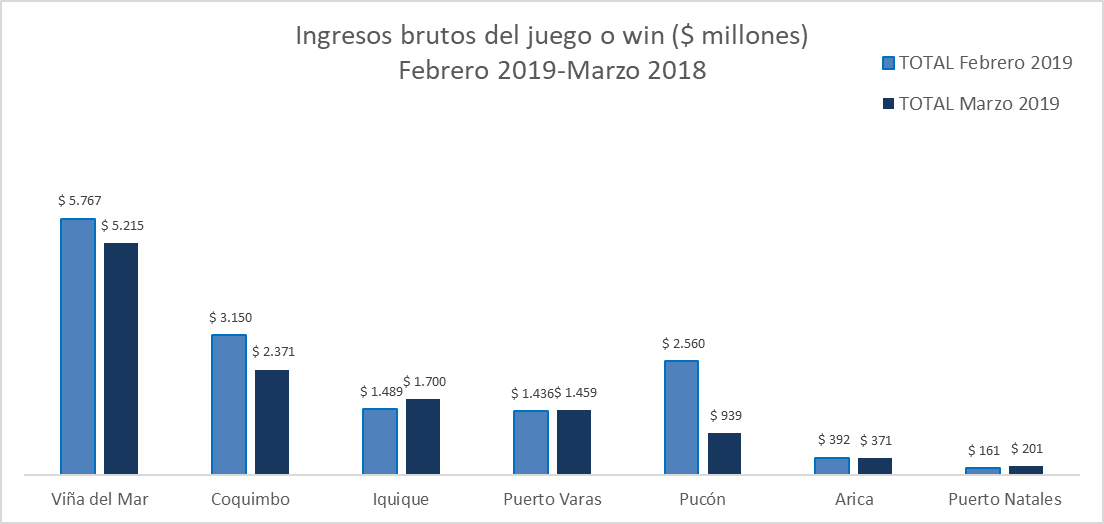 Ingresos brutos del juego o win ($ millones)
Febrero 2019-Marzo 2018
TOTAL Febrero 2019
TOTAL Marzo 2019
$ 5.767
$ 5.215
$ 3.150
$ 2.371
$ 1.489
$ 1.700
$ 1.436
$ 1.459
$ 2.560
$ 939
$ 392
$ 371
$ 161
$ 201
Viña del Mar
Coquimbo
Iquique
Puerto Varas
Pucón
Arica
Puerto Natales